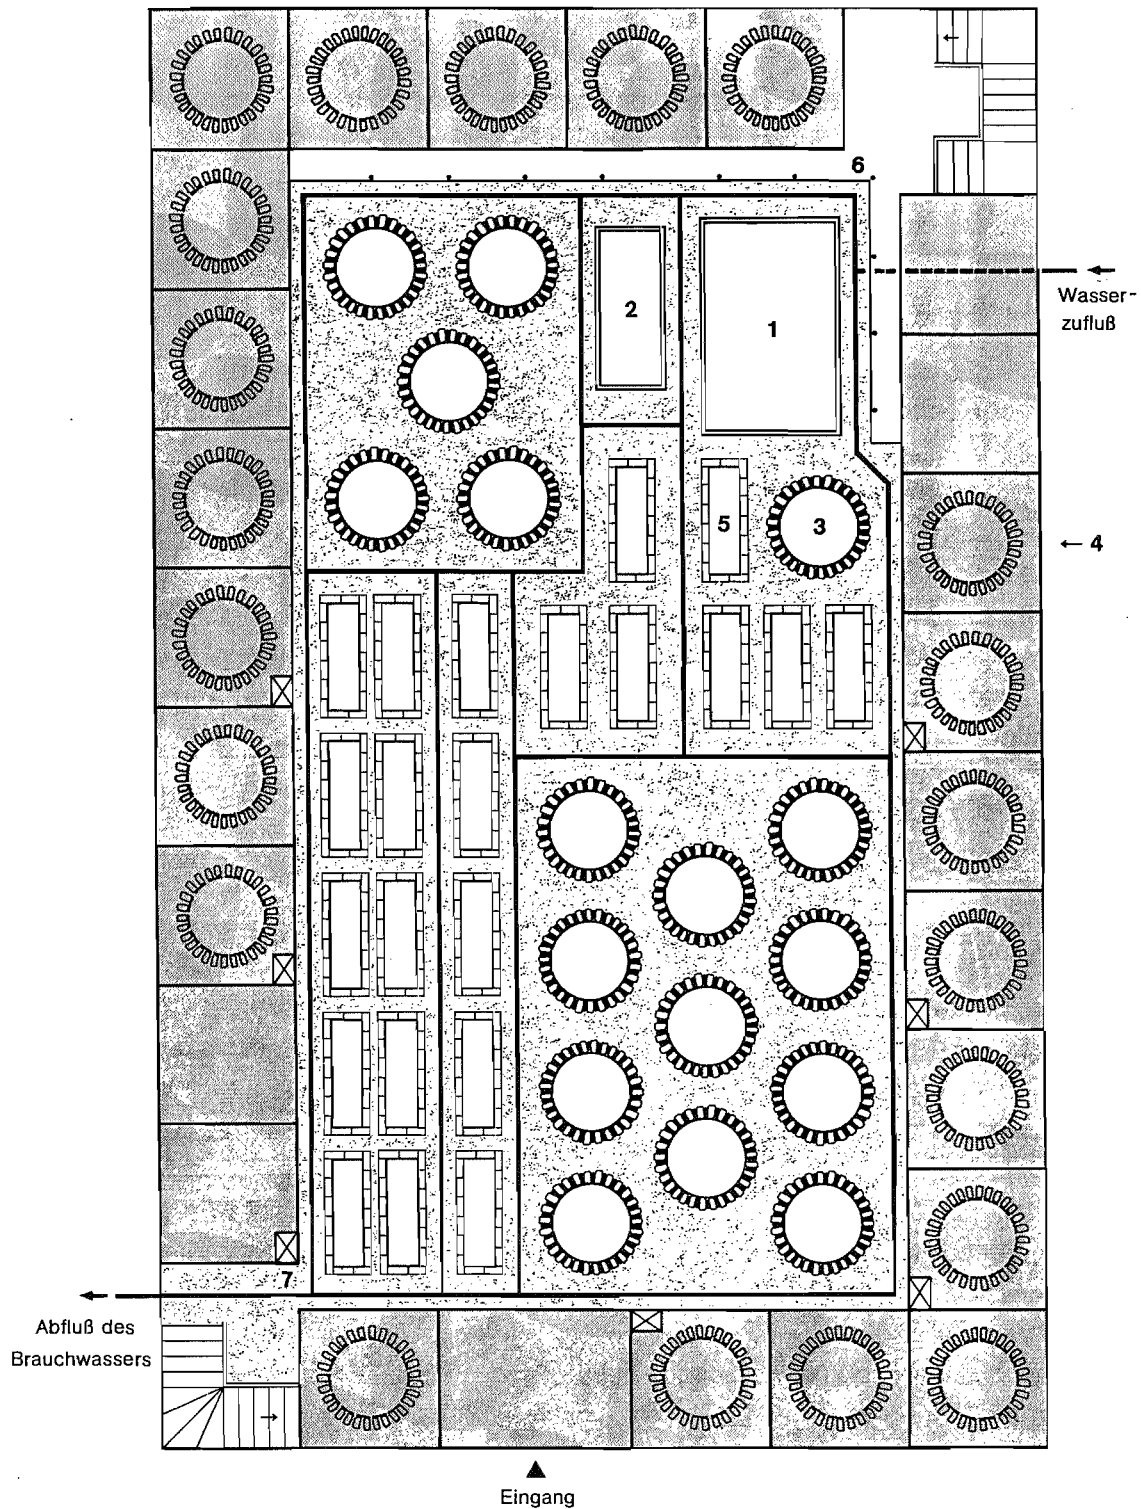 6
Wasser-
zufluß
2
1
5
3
← 4
7
Abfluß des
Brauchwassers
Eingang